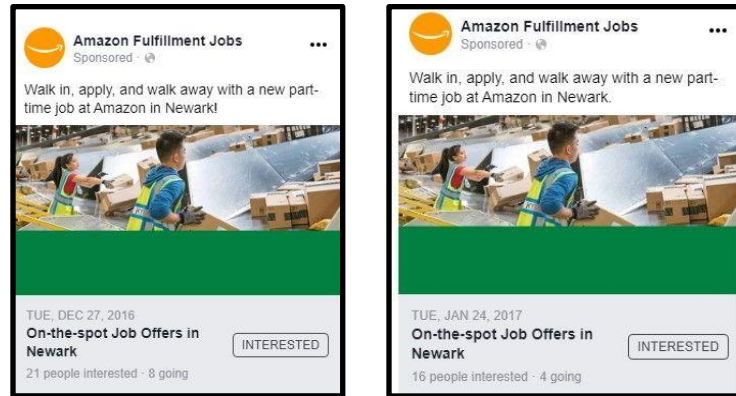 Amazon Fulfillment Jobs
Sponsored ·
Walk in, apply, and walk away with a new part-
time job at Amazon in Newark!
TUE, DEC 27, 2016
On-the-spot Job Offers in
Newark
INTERESTED
21 people interested · 8 going
Amazon Fulfillment Jobs
Sponsored ·
Walk in, apply, and walk away with a new part-
time job at Amazon in Newark.
TUE, JAN 24, 2017
On-the-spot Job Offers in
Newark
INTERESTED
16 people interested · 4 going